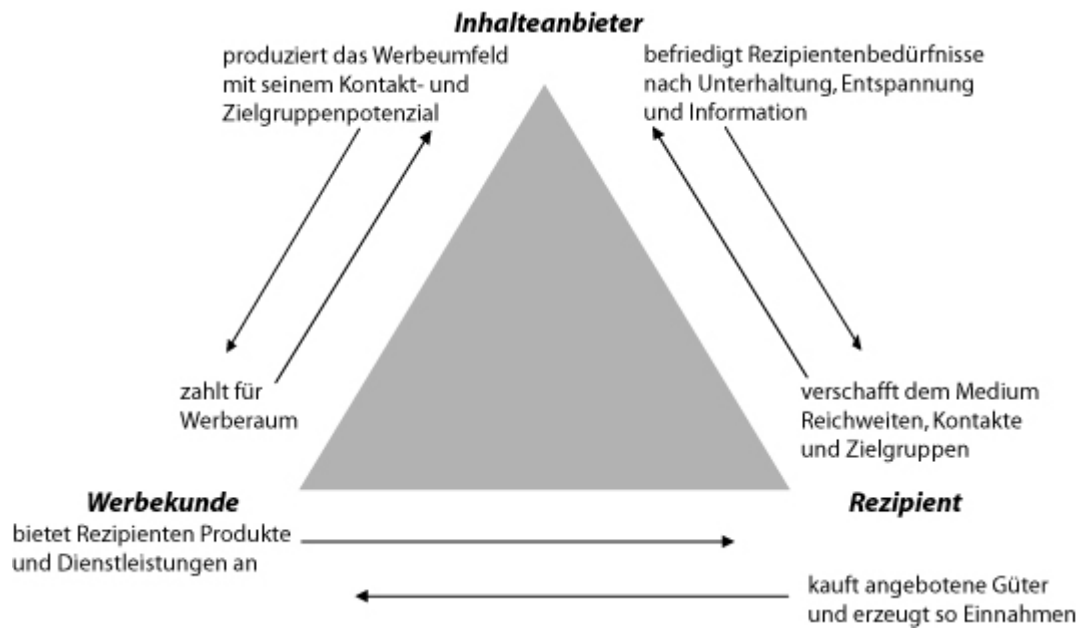 Inhalteanbieter
produziert das Werbeumfeld
mit seinem Kontakt- und
Zielgruppenpotenzial
befriedigt Rezipientenbedürfnisse
nach Unterhaltung, Entspannung
und Information
zahlt für
Werberaum
verschafft dem Medium
Reichweiten, Kontakte
und Zielgruppen
Werbekunde
bietet Rezipienten Produkte
und Dienstleistungen an
Rezipient
kauft angebotene Güter
und erzeugt so Einnahmen